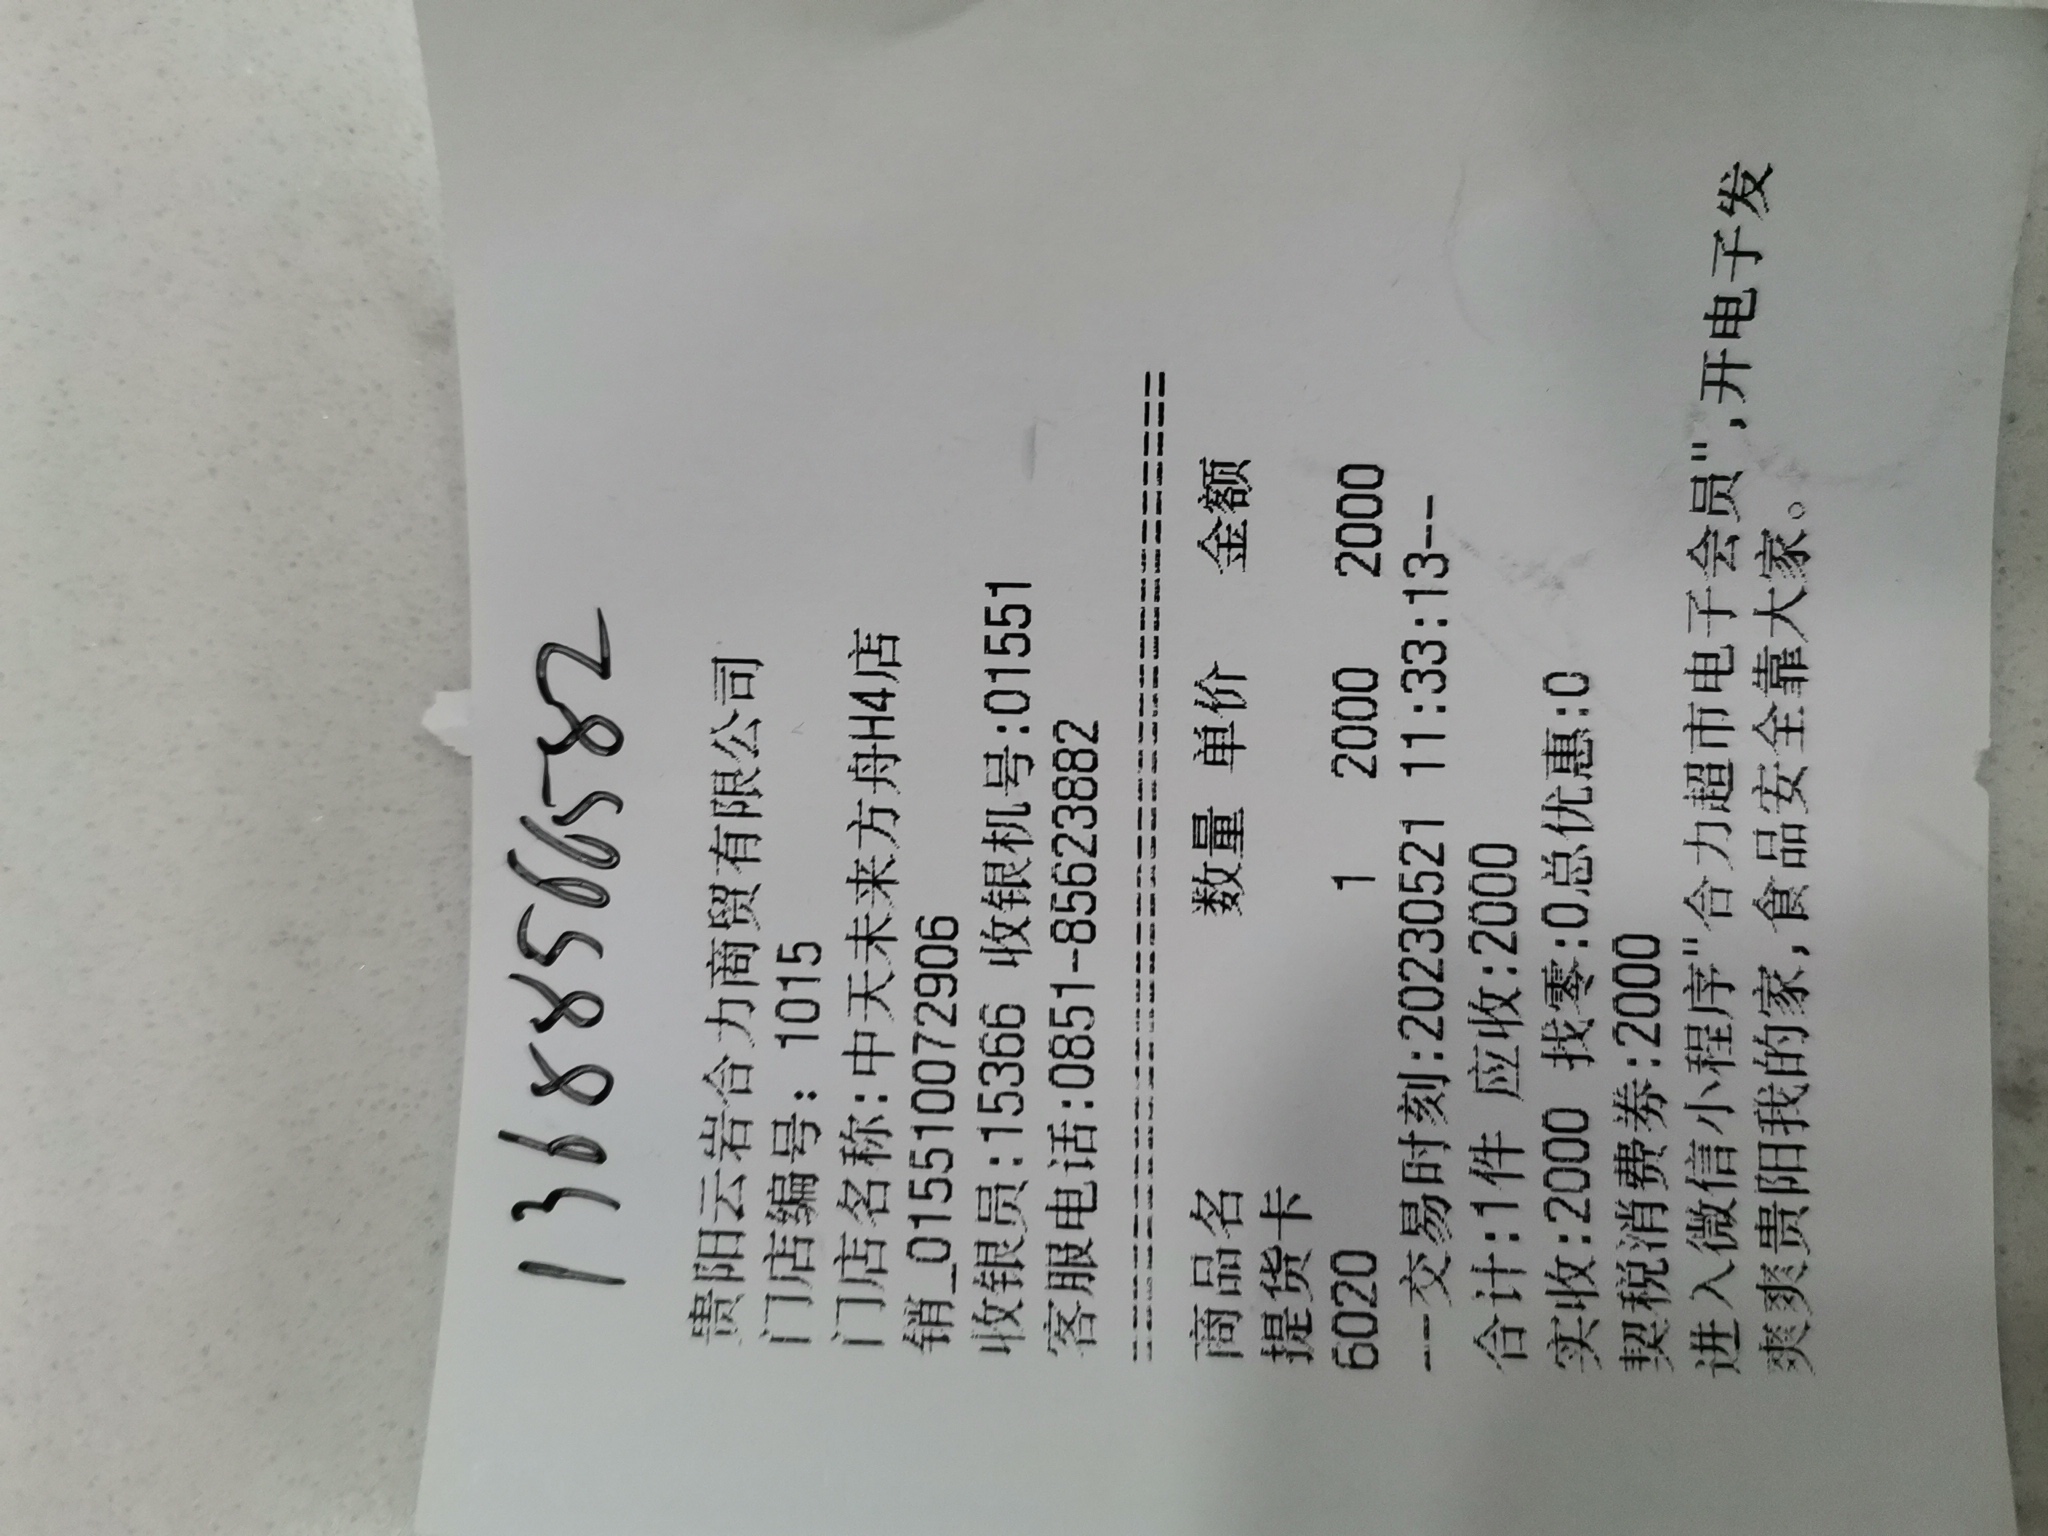 13688566582
贵阳云岩合力商贸有限公司
门店编号: 1015
门店名称:中天未来方舟H4店
销_015510072906
收银员:15366 收银机号:01551
客服电话:0851-85623882
================================
商品名 数量 单价 金额
提货卡
6020 1 2000 2000
--交易时刻:20230521 11:33:13---
合计:1件 应收:2000
实收:2000 找零:0总优惠:0
契税消费券:2000
进入微信小程序"合力超市电子会员",开电子发
爽爽贵阳我的家,食品安全靠大家。